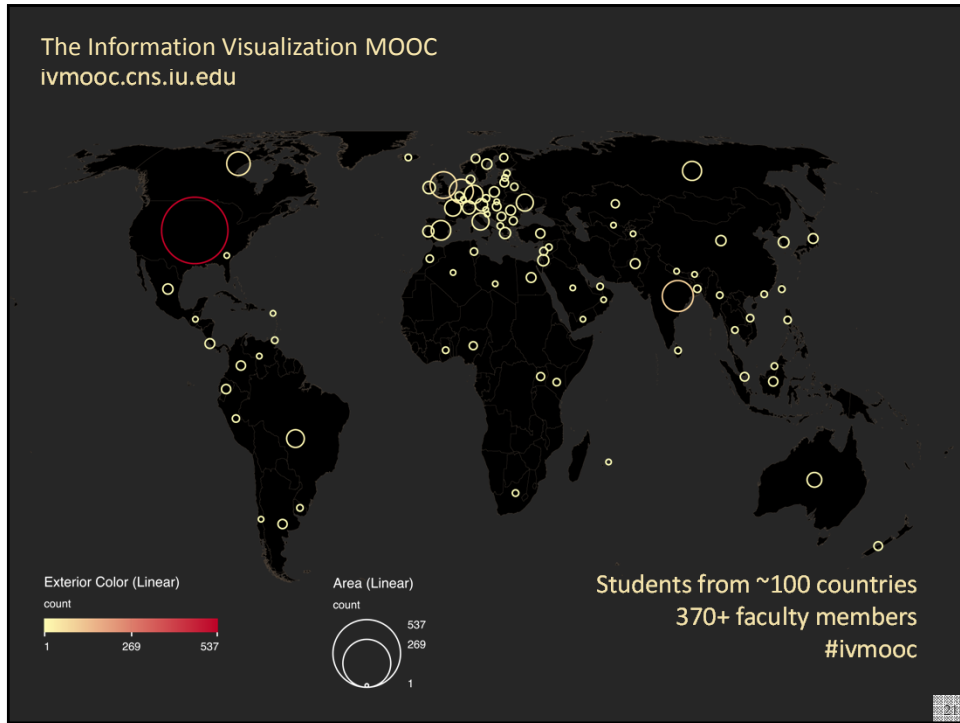 The Information Visualization MOOC
ivmooc.cns.iu.edu
Exterior Color (Linear)
count
1 269 537
Area (Linear)
count
537
269
1
Students from ~100 countries
370+ faculty members
#ivmooc
21